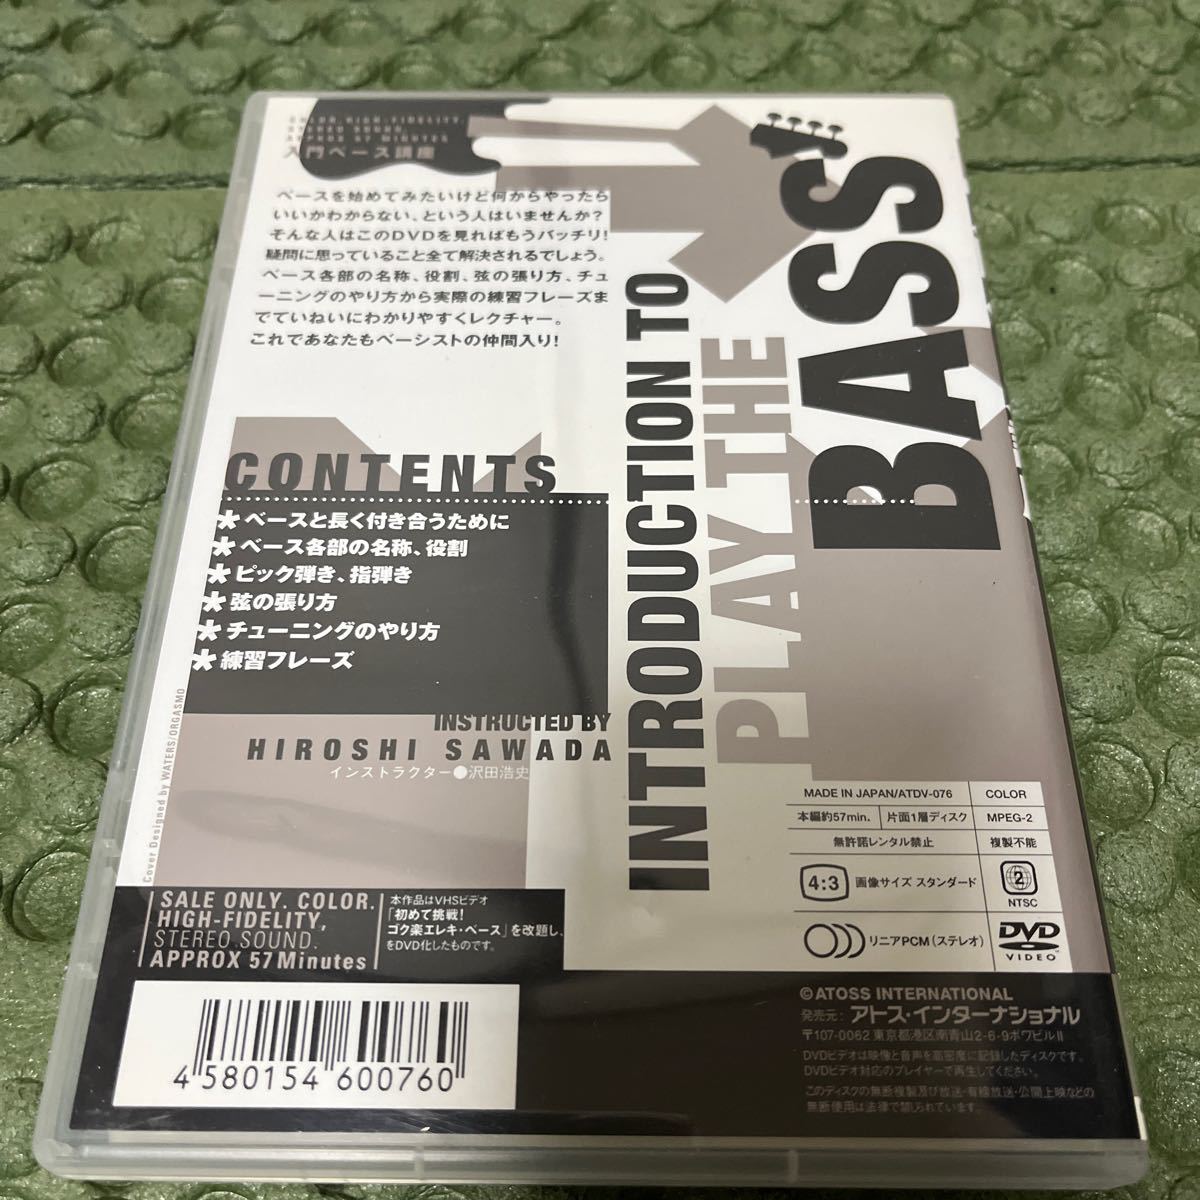 COLOR, HIGH-FIDELITY,
STEREO SOUND,
APPROX 57 MINUTES
入門ベース講座
ベースを始めてみたいけど何からやったら
いいかわからない、という人はいませんか?
そんな人はこのDVDを見ればもうバッチリ!
疑問に思っていること全て解決されるでしょう。
ベース各部の名称、役割、弦の張り方、チュ
ーニングのやり方から実際の練習フレーズま
でていねいにわかりやすくレクチャー。
これであなたもベーシストの仲間入り!
CONTENTS
*ベースと長く付き合うために
*ベース各部の名称、役割
*ピック弾き、指弾き
*弦の張り方
*チューニングのやり方
*練習フレーズ
INSTRUCTED BY
HIROSHI SAWADA
インストラクター●沢田浩史
Cover Designed by WATERS/ORGASMO
INTRODUCTION TO
PLAY THE
BASS
SALE ONLY. COLOR.
HIGH-FIDELITY,
STEREO SOUND.
APPROX 57 Minutes
本作品はVHSビデオ
「初めて挑戦!
ゴク楽エレキ・ベース」を改題し、
をDVD化したものです。
4580154600760
MADE IN JAPAN/ATDV-076
COLOR
本編約57min.
片面1層ディスク
MPEG-2
無許諾レンタル禁止
複製不能
4:3
画像サイズ スタンダード
2
NTSC
リニアPCM(ステレオ)
DVD
VIDEO
©ATOSS INTERNATIONAL
発売元: アトス・インターナショナル
〒107-0062 東京都港区南青山2-6-9ボワビルII
DVDビデオは映像と音声を高密度に記録したディスクです。
DVDビデオ対応のプレイヤーで再生してください。
このディスクの無断複製及び放送・有線放送・公開上映などの
無断使用は法律で禁じられています。